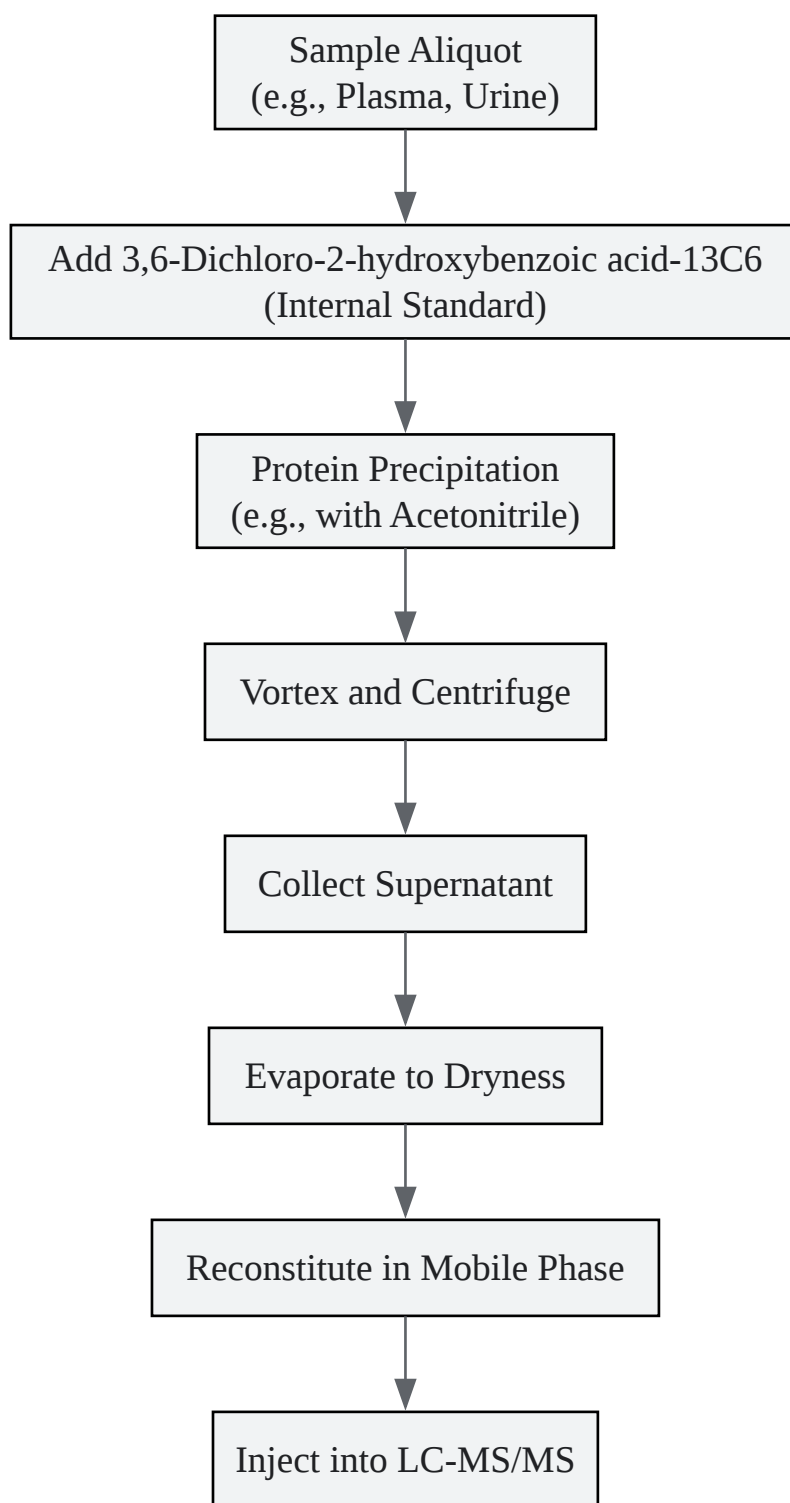 Sample Aliquot
(e.g., Plasma, Urine)
Add 3,6-Dichloro-2-hydroxybenzoic acid-13C6
(Internal Standard)
Protein Precipitation
(e.g., with Acetonitrile)
Vortex and Centrifuge
Collect Supernatant
Evaporate to Dryness
Reconstitute in Mobile Phase
Inject into LC-MS/MS